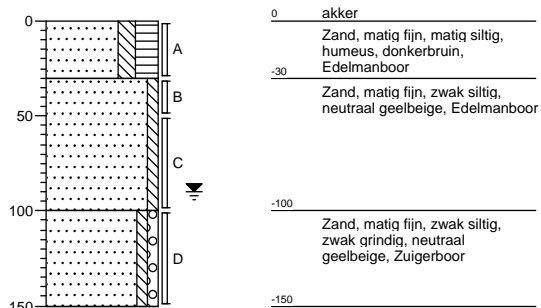 0
50
100
150
A
B
C
D
0 akker
Zand, matig fijn, matig siltig,
humeus, donkerbruin,
Edelmanboor
-30
Zand, matig fijn, zwak siltig,
neutraal geelbeige, Edelmanboor
-100
Zand, matig fijn, zwak siltig,
zwak grindig, neutraal
geelbeige, Zuigerboor
-150